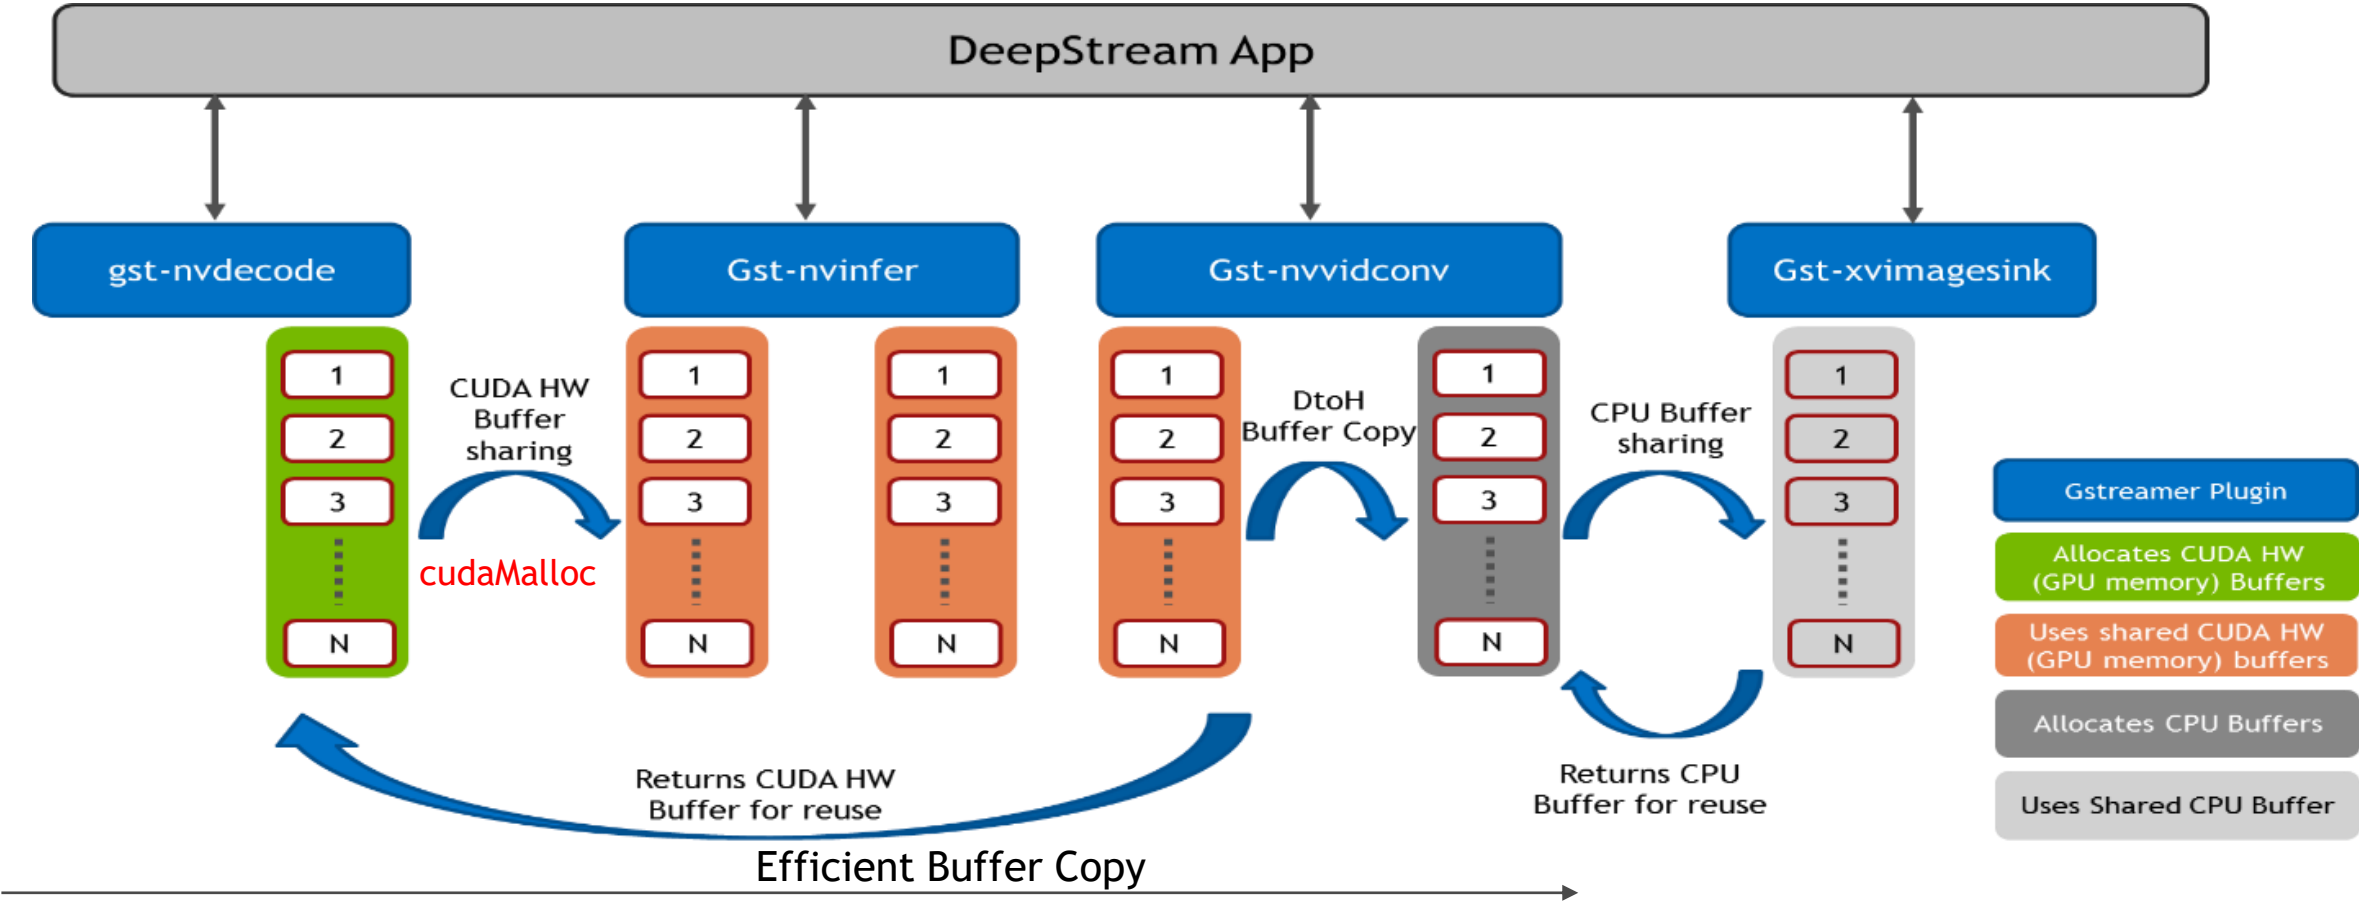 DeepStream App
gst-nvdecode
Gst-nvinfer
Gst-nvvidconv
Gst-xvimagesink
1
2
3
N
CUDA HW
Buffer
sharing
cudaMalloc
1
2
3
N
1
2
3
N
1
2
3
N
DtoH
Buffer Copy
1
2
3
N
CPU Buffer
sharing
1
2
3
N
Returns CUDA HW
Buffer for reuse
Returns CPU
Buffer for reuse
Efficient Buffer Copy
Gstreamer Plugin
Allocates CUDA HW
(GPU memory) Buffers
Uses shared CUDA HW
(GPU memory) buffers
Allocates CPU Buffers
Uses Shared CPU Buffer